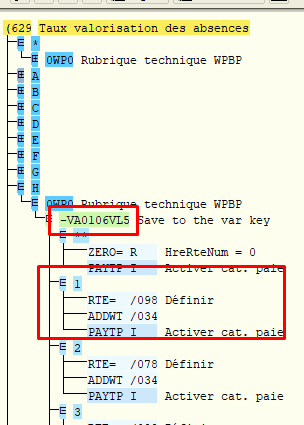 (629 Taux valorisation des absences
*
0WP0 Rubrique technique WPBP
A
B
C
D
E
F
G
H
0WP0 Rubrique technique WPBP
-VA0106VL5 Save to the var key
**
ZERO= R HreRteNum = 0
PAYTP I Activer cat. paie
1
RTE= /098 Définir
ADDWT /034
PAYTP I Activer cat. paie
2
RTE= /078 Définir
ADDWT /034
PAYTP I Activer cat. paie
3